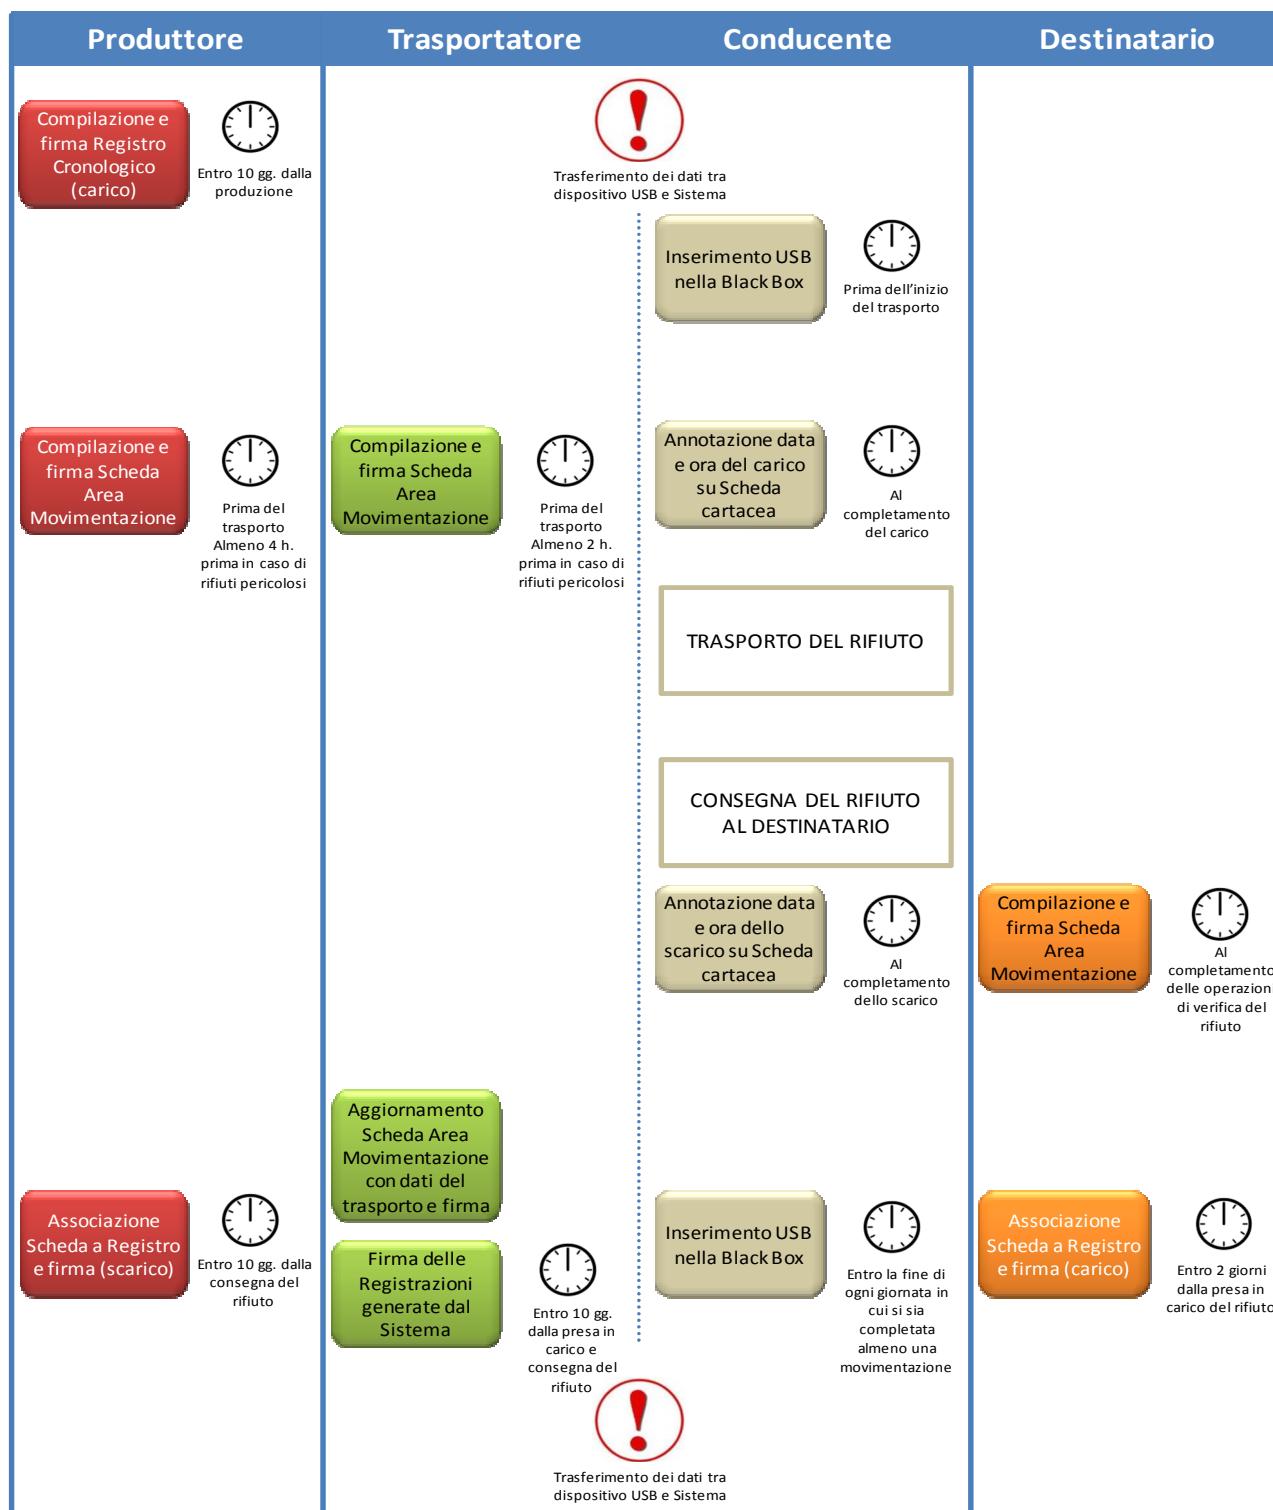 Produttore
Trasportatore
Conducente
Destinatario
Compilazione e
firma Registro
Cronologico
(carico)
Entro 10 gg. dalla
produzione
Trasferimento dei dati tra
dispositivo USB e Sistema
Inserimento USB
nella Black Box
Prima dell'inizio
del trasporto
Compilazione e
firma Scheda
Area
Movimentazione
Prima del
trasporto
Almeno 4 h.
prima in caso di
rifiuti pericolosi
Compilazione e
firma Scheda
Area
Movimentazione
Prima del
trasporto
Almeno 2 h.
prima in caso di
rifiuti pericolosi
Annotazione data
e ora del carico
su Scheda
cartacea
Al
completamento
del carico
TRASPORTO DEL RIFIUTO
CONSEGNA DEL RIFIUTO
AL DESTINATARIO
Annotazione data
e ora dello
scarico su Scheda
cartacea
Al
completamento
dello scarico
Compilazione e
firma Scheda
Area
Movimentazione
Al
completamento
delle operazioni
di verifica del
rifiuto
Aggiornamento
Scheda Area
Movimentazione
con dati del
trasporto e firma
Associazione
Scheda a Registro
e firma (scarico)
Entro 10 gg. dalla
consegna del
rifiuto
Firma delle
Registrazioni
generate dal
Sistema
Entro 10 gg.
dalla presa in
carico e
consegna del
rifiuto
Inserimento USB
nella Black Box
Entro la fine di
ogni giornata in
cui si sia
completata
almeno una
movimentazione
Associazione
Scheda a Registro
e firma (carico)
Entro 2 giorni
dalla presa in
carico del rifiuto
Trasferimento dei dati tra
dispositivo USB e Sistema